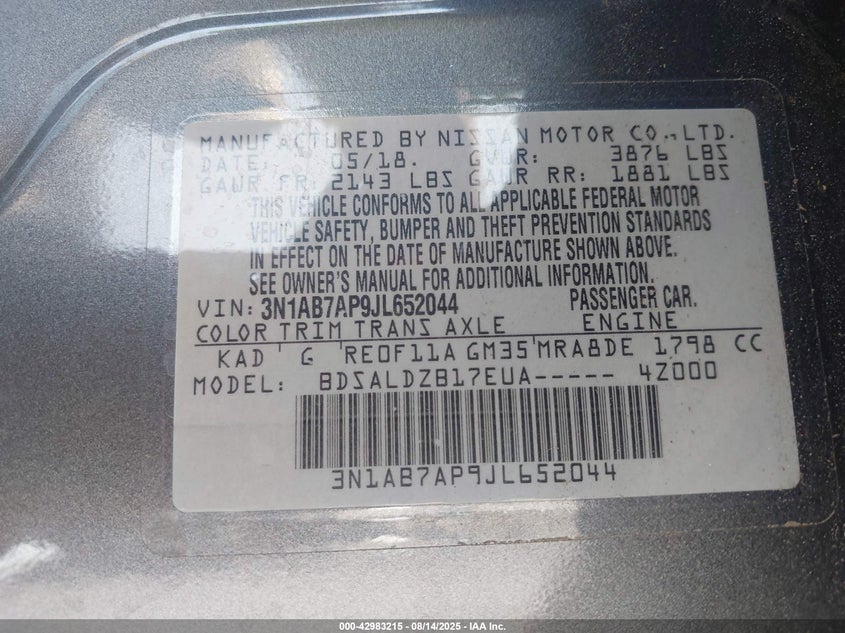 MANUFACTURED BY NISSAN MOTOR CO., LTD.
DATE: 05/18. GVWR: 3876 LBS
GAWR FR: 2143 LBS GAWR RR: 1881 LBS
THIS VEHICLE CONFORMS TO ALL APPLICABLE FEDERAL MOTOR
VEHICLE SAFETY, BUMPER AND THEFT PREVENTION STANDARDS
IN EFFECT ON THE DATE OF MANUFACTURE SHOWN ABOVE.
SEE OWNER'S MANUAL FOR ADDITIONAL INFORMATION.
VIN: 3N1AB7AP9JL652044 PASSENGER CAR.
COLOR TRIM TRANS AXLE ENGINE
KAD G RE0F11A GM35 MRA8DE 1798 CC
MODEL: BDSALDZB17EUA----- 4Z000
3N1AB7AP9JL652044
000-42983215 - 08/14/2025 - IAA Inc.